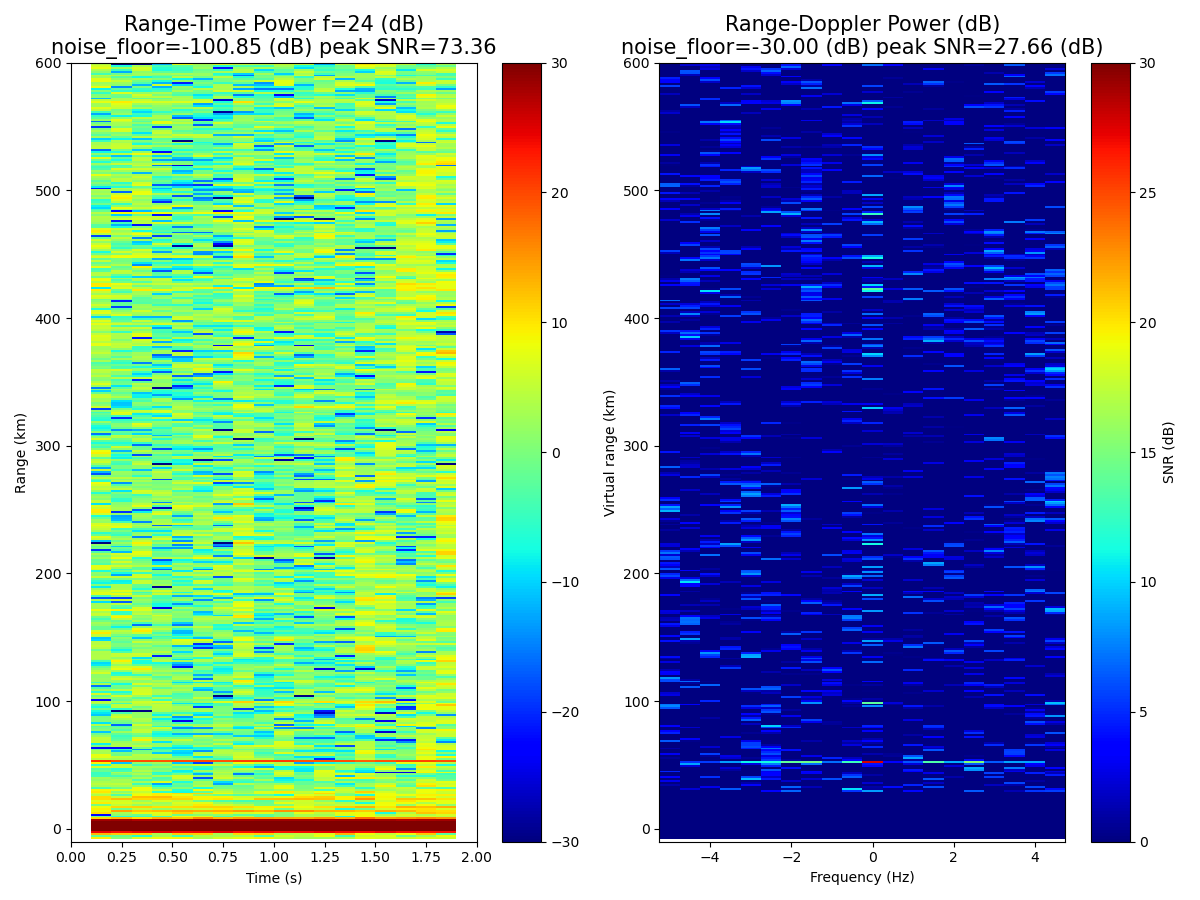 Range-Time Power f=24 (dB)
noise_floor=-100.85 (dB) peak SNR=73.36
600
500
400
300
200
100
0
Range (km)
0.00 0.25 0.50 0.75 1.00 1.25 1.50 1.75 2.00
Time (s)
30
20
10
0
−10
−20
−30
Range-Doppler Power (dB)
noise_floor=-30.00 (dB) peak SNR=27.66 (dB)
600
500
400
300
200
100
0
Virtual range (km)
−4 −2 0 2 4
Frequency (Hz)
30
25
20
15
10
5
0
SNR (dB)